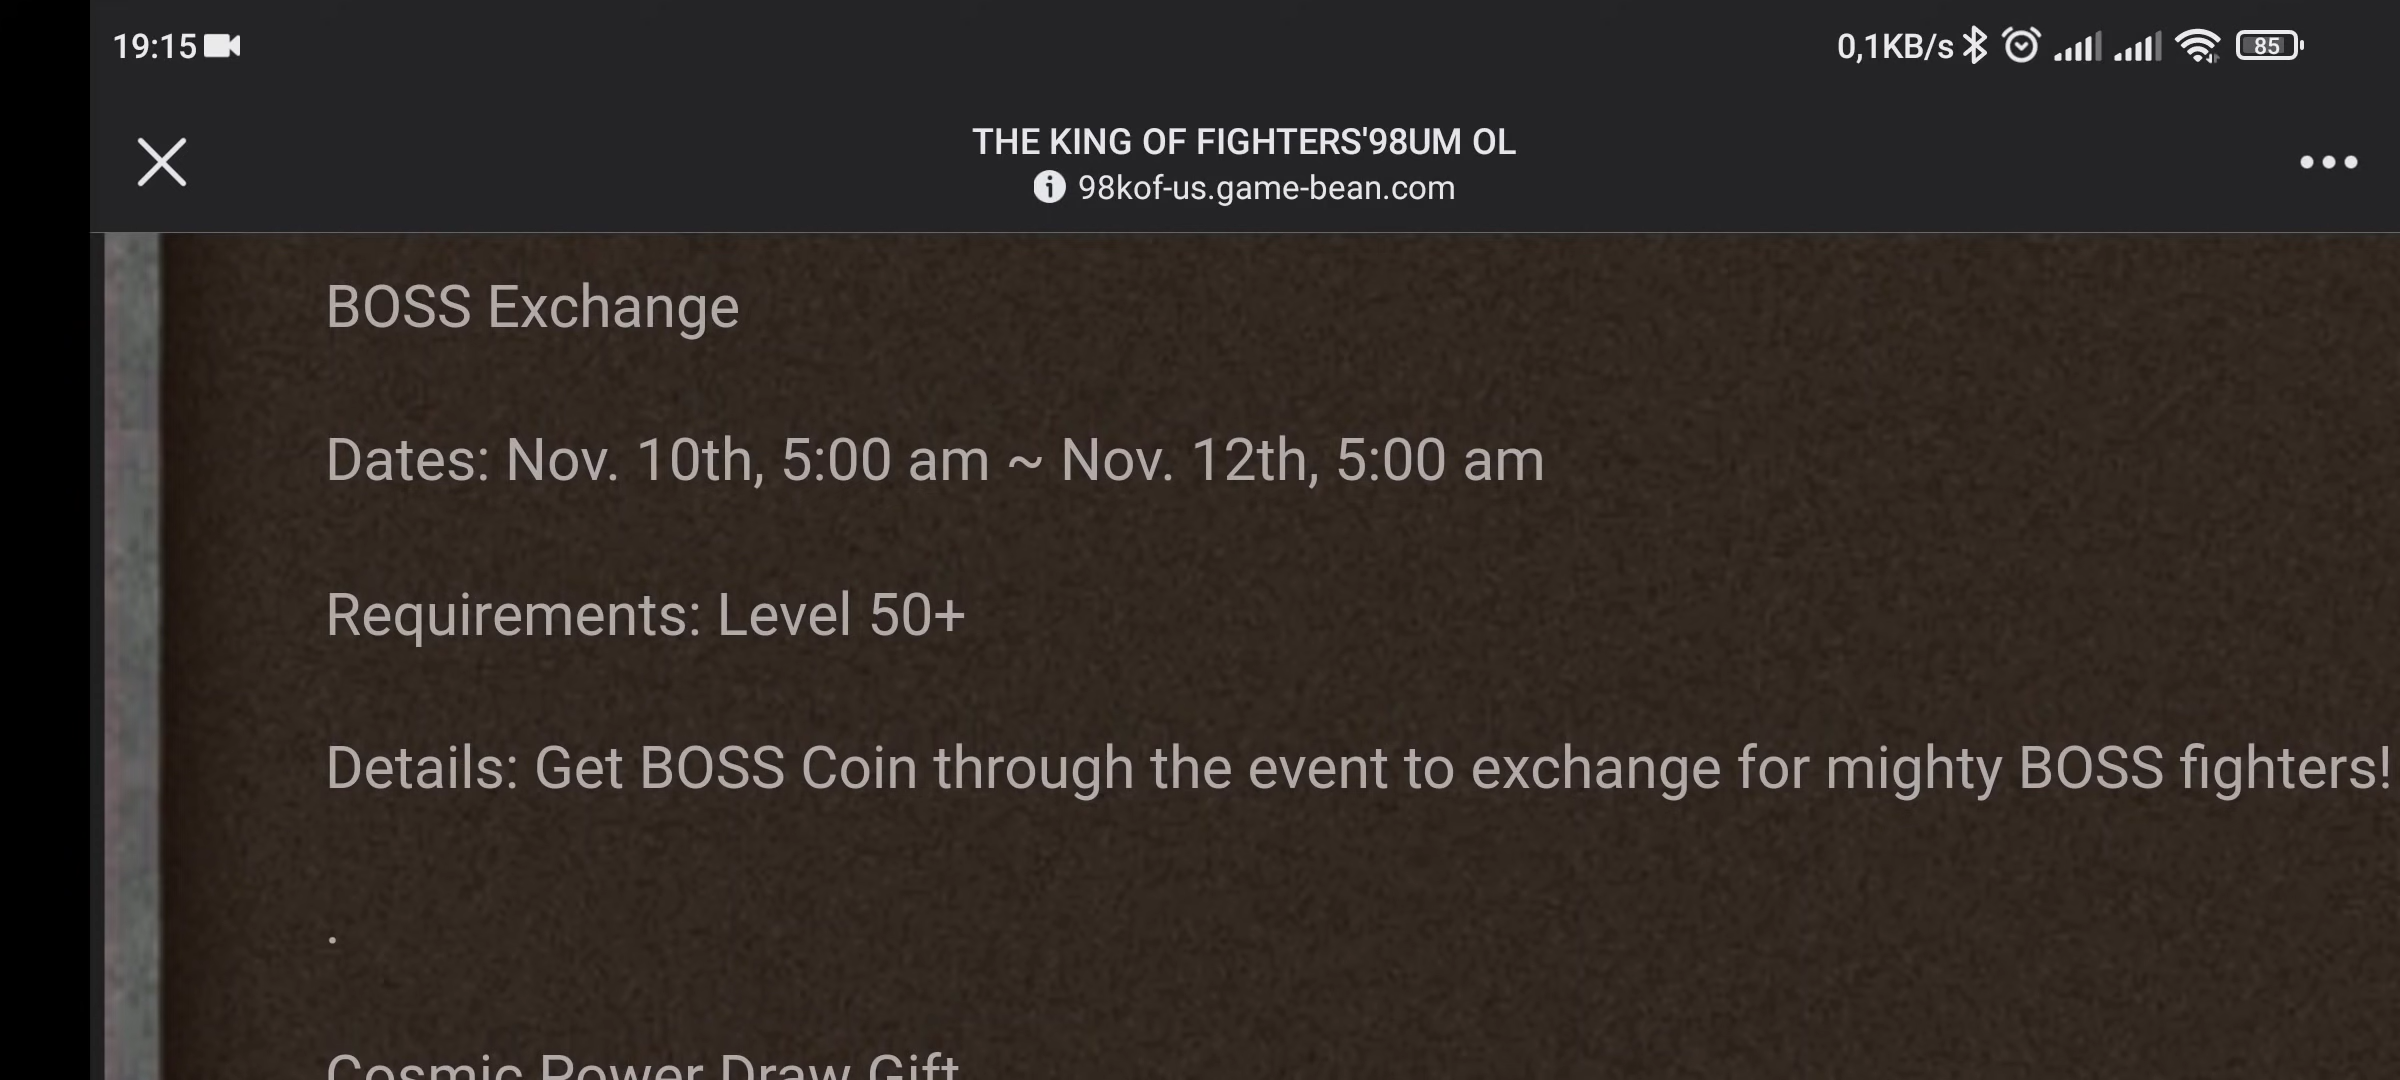 19:15 0,1KB/s 85
THE KING OF FIGHTERS'98UM OL
98kof-us.game-bean.com
BOSS Exchange
Dates: Nov. 10th, 5:00 am ~ Nov. 12th, 5:00 am
Requirements: Level 50+
Details: Get BOSS Coin through the event to exchange for mighty BOSS fighters!
.
Cosmic Power Draw Gift